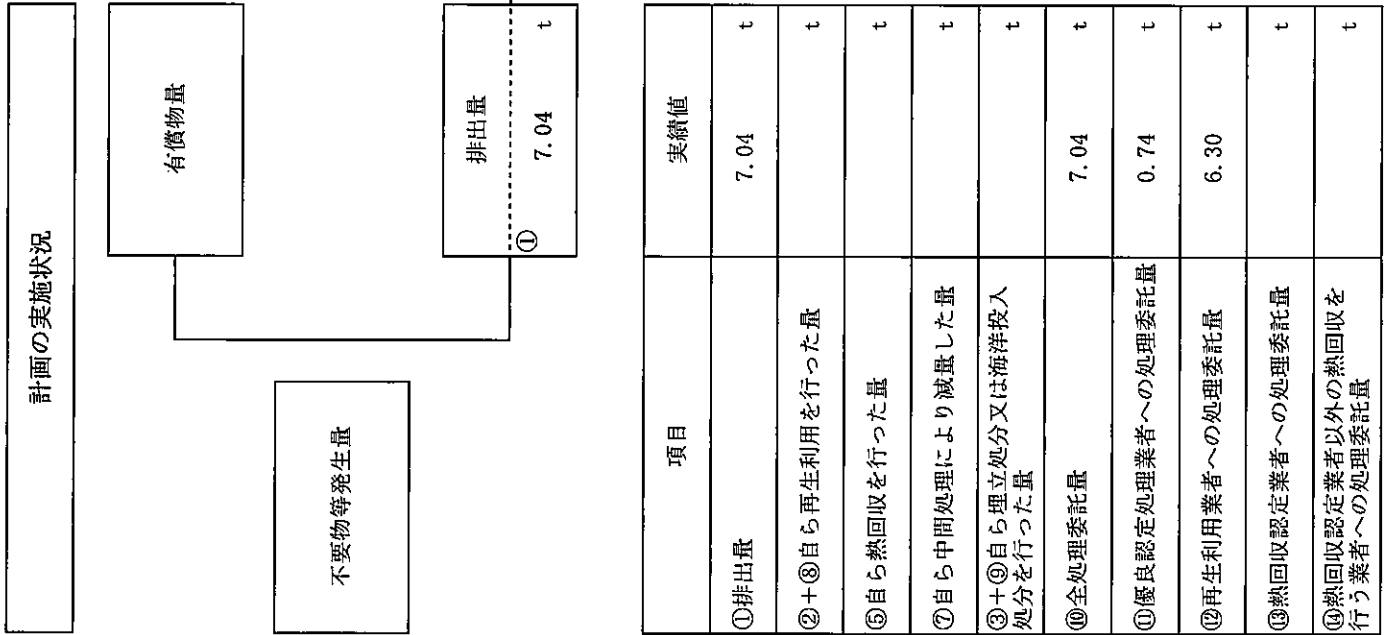 計画の実施状況
有償物量
不要物等発生量
排出量
① 7.04 t
項目 実績値
①排出量 7.04 t
②+⑧自ら再生利用を行った量 t
⑤自ら熱回収を行った量 t
⑦自ら中間処理により減量した量 t
③+⑨自ら埋立処分又は海洋投入
処分を行った量 t
⑩全処理委託量 7.04 t
⑪優良認定処理業者への処理委託量 0.74 t
⑫再生利用業者への処理委託量 6.30 t
⑬熱回収認定業者への処理委託量 t
⑭熱回収認定業者以外の熱回収を
行う業者への処理委託量 t